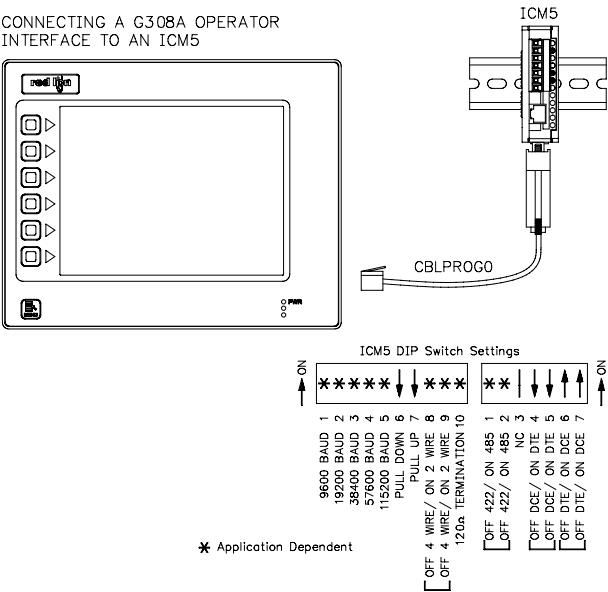 CONNECTING A G308A OPERATOR
INTERFACE TO AN ICM5
ICM5
red lion
CBLPROG0
PWR
MENU
ICM5 DIP Switch Settings
ON
ON
9600 BAUD 1
19200 BAUD 2
38400 BAUD 3
57600 BAUD 4
115200 BAUD 5
PULL DOWN 6
PULL UP 7
OFF 4 WIRE/ ON 2 WIRE 8
OFF 4 WIRE/ ON 2 WIRE 9
120Ω TERMINATION 10
OFF 422/ ON 485 1
OFF 422/ ON 485 2
NC 3
OFF DCE/ ON DTE 4
OFF DCE/ ON DTE 5
OFF DTE/ ON DCE 6
OFF DTE/ ON DCE 7
* Application Dependent